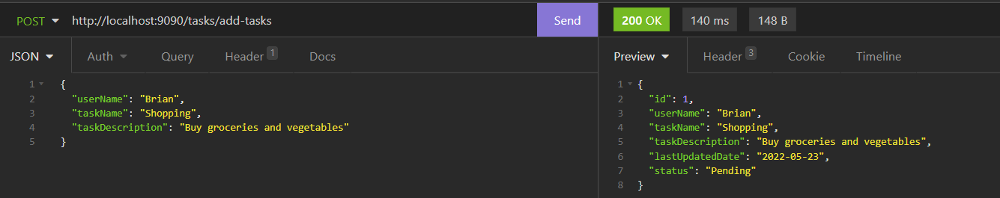 POST http://localhost:9090/tasks/add-tasks Send 200 OK 140 ms 148 B
JSON Auth Query Header 1 Docs
1 {
2 "userName": "Brian",
3 "taskName": "Shopping",
4 "taskDescription": "Buy groceries and vegetables"
5 }
Preview Header 3 Cookie Timeline
1 {
2 "id": 1,
3 "userName": "Brian",
4 "taskName": "Shopping",
5 "taskDescription": "Buy groceries and vegetables",
6 "lastUpdatedDate": "2022-05-23",
7 "status": "Pending"
8 }